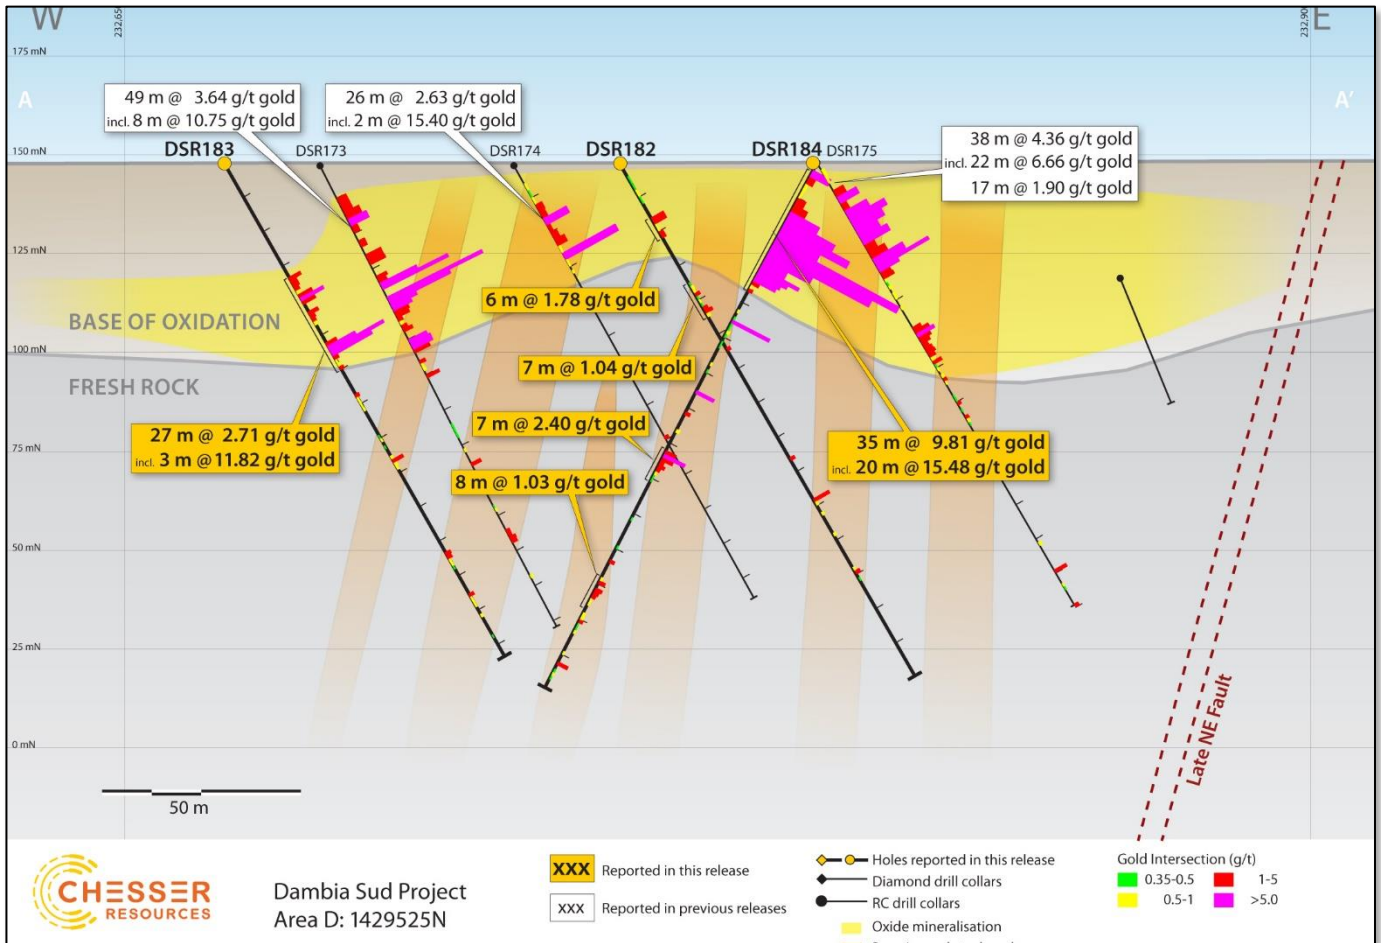 W
232,650
232,900
E
175 mN
A
A'
49 m @ 3.64 g/t gold
incl. 8 m @ 10.75 g/t gold
26 m @ 2.63 g/t gold
incl. 2 m @ 15.40 g/t gold
38 m @ 4.36 g/t gold
incl. 22 m @ 6.66 g/t gold
17 m @ 1.90 g/t gold
150 mN
DSR183
DSR173
DSR174
DSR182
DSR184 DSR175
125 mN
6 m @ 1.78 g/t gold
BASE OF OXIDATION
100 mN
7 m @ 1.04 g/t gold
FRESH ROCK
7 m @ 2.40 g/t gold
27 m @ 2.71 g/t gold
incl. 3 m @ 11.82 g/t gold
35 m @ 9.81 g/t gold
incl. 20 m @ 15.48 g/t gold
75 mN
8 m @ 1.03 g/t gold
50 mN
25 mN
Late NE Fault
0 mN
50 m
CHESSER
RESOURCES
Dambia Sud Project
Area D: 1429525N
XXX Reported in this release
XXX Reported in previous releases
Holes reported in this release
Diamond drill collars
RC drill collars
Oxide mineralisation
Gold Intersection (g/t)
0.35-0.5
1-5
0.5-1
>5.0